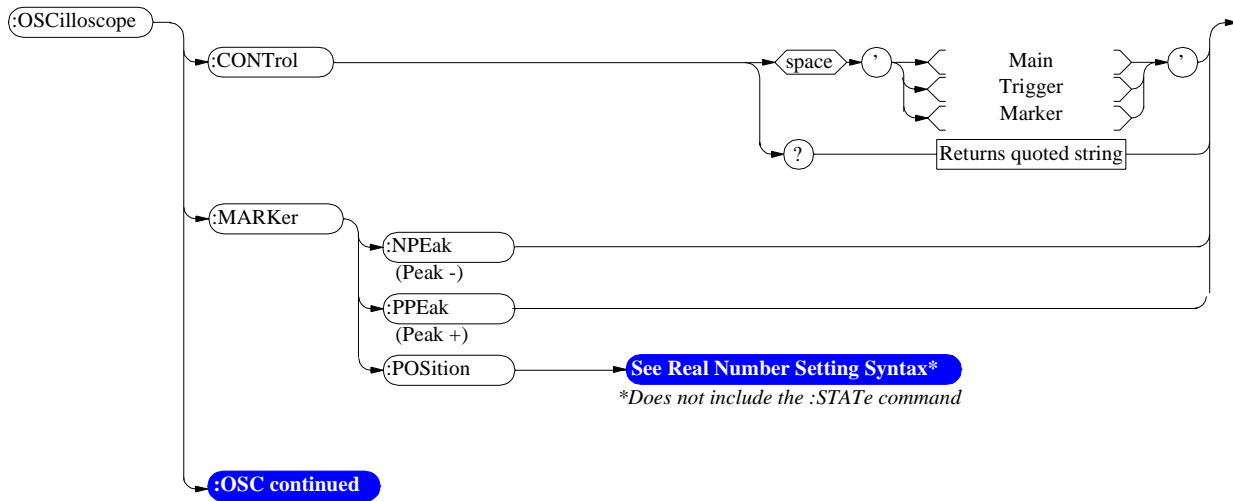 :OSCilloscope
:CONTrol
space
'
Main
Trigger
Marker
'
?
Returns quoted string
:MARKer
:NPEak
(Peak -)
:PPEak
(Peak +)
:POSition
See Real Number Setting Syntax*
*Does not include the :STATe command
:OSC continued